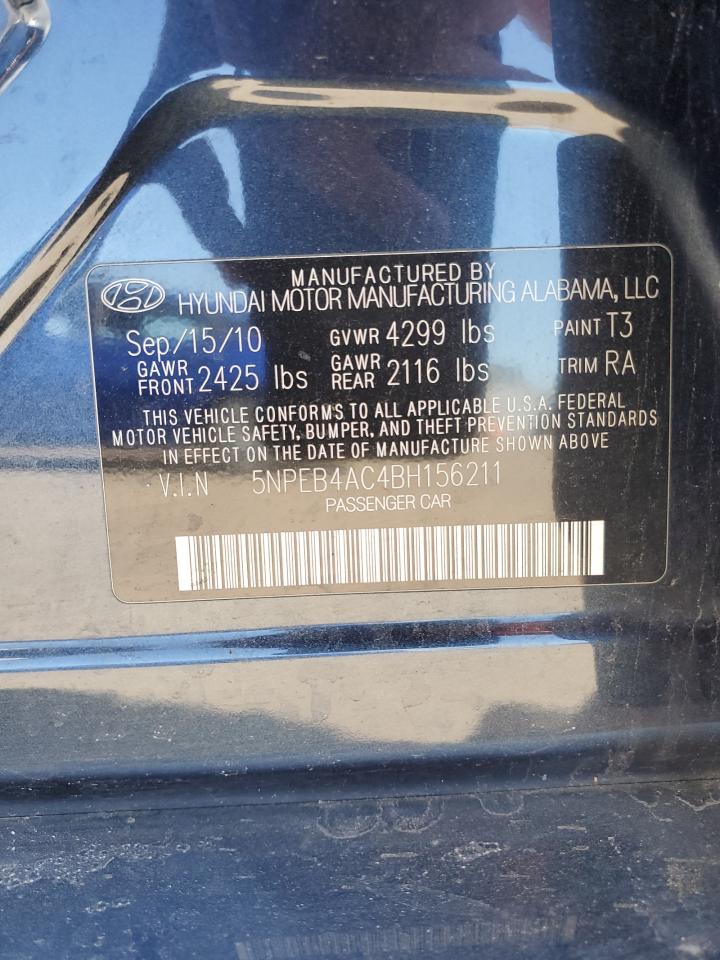 MANUFACTURED BY
HYUNDAI MOTOR MANUFACTURING ALABAMA, LLC
Sep/15/10 GVWR 4299 lbs PAINT T3
GAWR FRONT 2425 lbs GAWR REAR 2116 lbs TRIM RA
THIS VEHICLE CONFORMS TO ALL APPLICABLE U.S.A. FEDERAL
MOTOR VEHICLE SAFETY, BUMPER, AND THEFT PREVENTION STANDARDS
IN EFFECT ON THE DATE OF MANUFACTURE SHOWN ABOVE
V.I.N 5NPEB4AC4BH156211
PASSENGER CAR